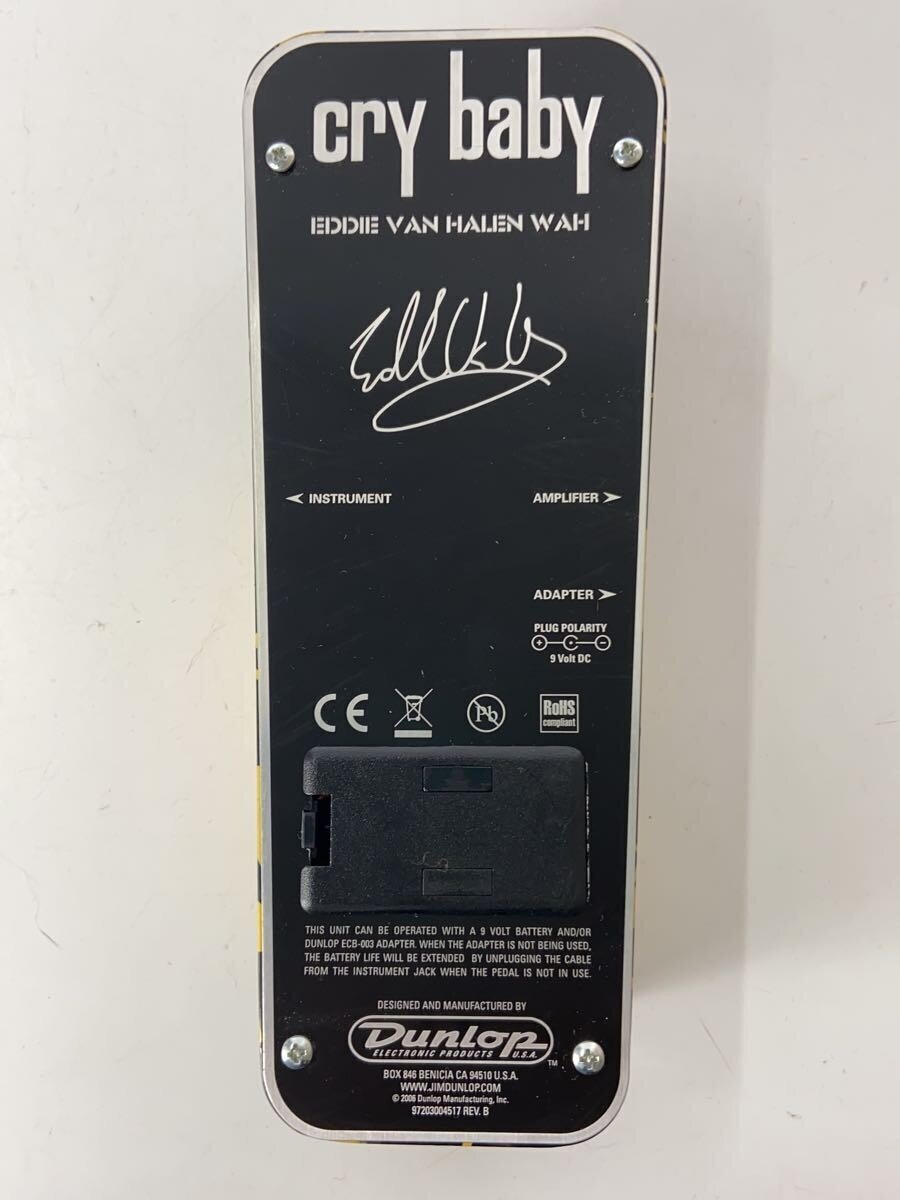 cry baby
EDDIE VAN HALEN WAH
INSTRUMENT
AMPLIFIER
ADAPTER
PLUG POLARITY
9 Volt DC
CE
Pb
RoHS
compliant
THIS UNIT CAN BE OPERATED WITH A 9 VOLT BATTERY AND/OR
DUNLOP ECB-003 ADAPTER. WHEN THE ADAPTER IS NOT BEING USED,
THE BATTERY LIFE WILL BE EXTENDED BY UNPLUGGING THE CABLE
FROM THE INSTRUMENT JACK WHEN THE PEDAL IS NOT IN USE.
DESIGNED AND MANUFACTURED BY
Dunlop
ELECTRONIC PRODUCTS U.S.A. ™
BOX 846 BENICIA CA 94510 U.S.A.
WWW.JIMDUNLOP.COM
© 2006 Dunlop Manufacturing, Inc.
97203004517 REV. B